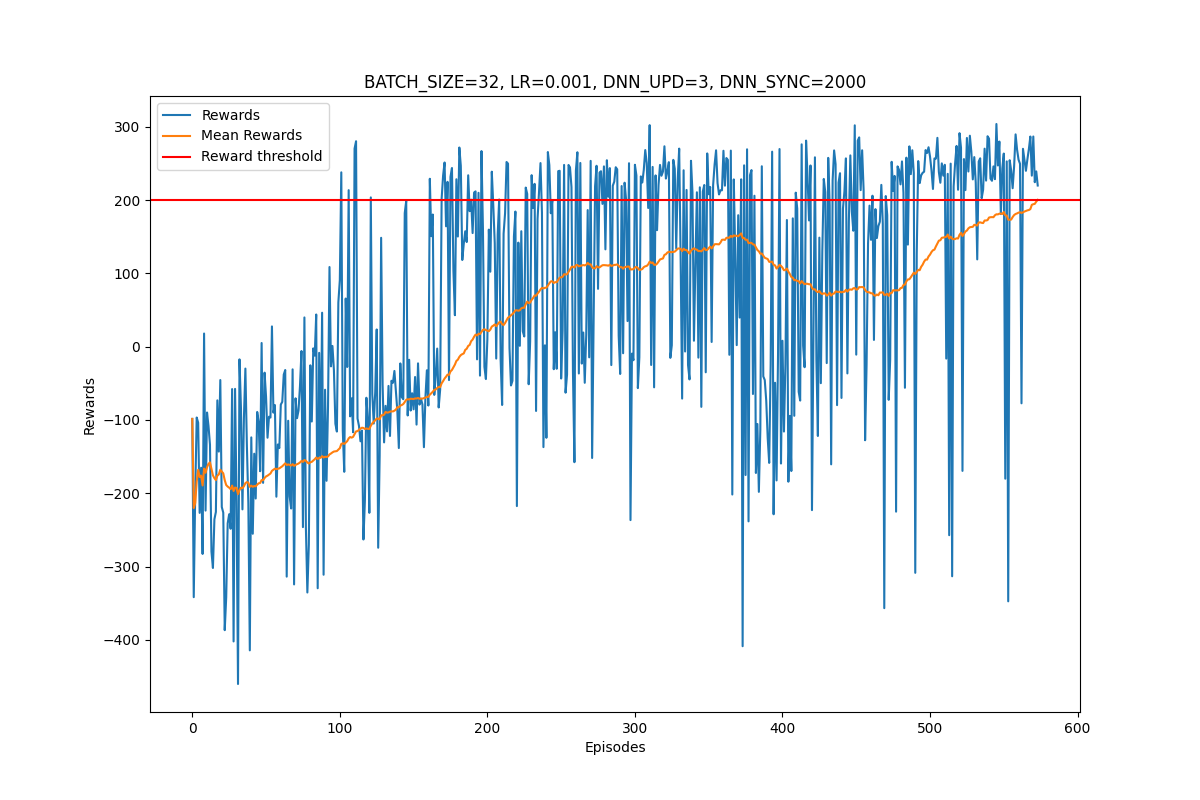 BATCH_SIZE=32, LR=0.001, DNN_UPD=3, DNN_SYNC=2000
Rewards
Mean Rewards
Reward threshold
300
200
100
0
−100
−200
−300
−400
Rewards
0 100 200 300 400 500 600
Episodes